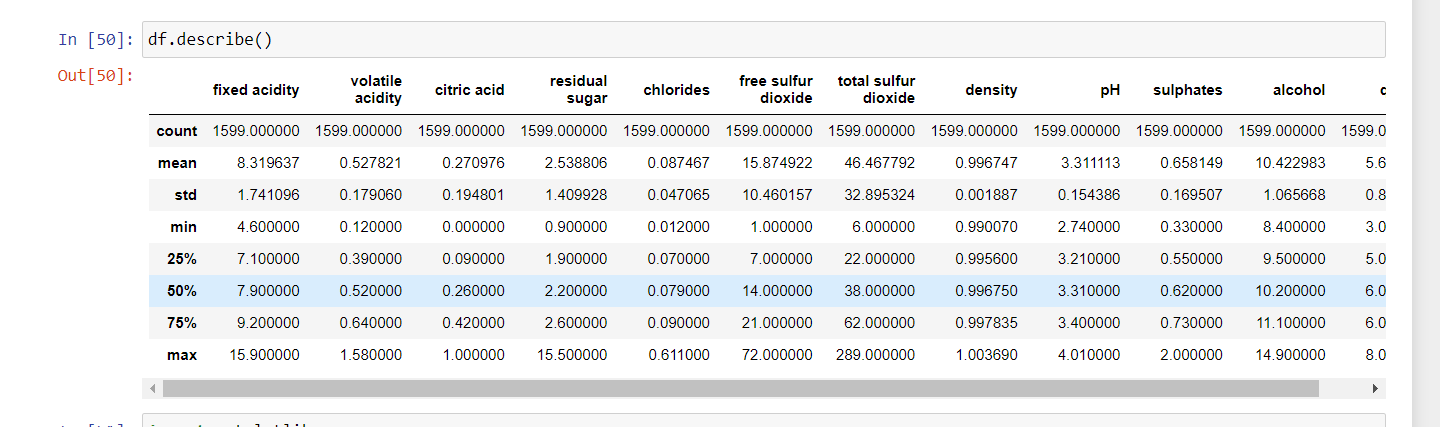 In [50]: df.describe()
Out[50]:
fixed acidity volatile acidity citric acid residual sugar chlorides free sulfur dioxide total sulfur dioxide density pH sulphates alcohol
count 1599.000000 1599.000000 1599.000000 1599.000000 1599.000000 1599.000000 1599.000000 1599.000000 1599.000000 1599.000000 1599.000000 1599.0
mean 8.319637 0.527821 0.270976 2.538806 0.087467 15.874922 46.467792 0.996747 3.311113 0.658149 10.422983 5.6
std 1.741096 0.179060 0.194801 1.409928 0.047065 10.460157 32.895324 0.001887 0.154386 0.169507 1.065668 0.8
min 4.600000 0.120000 0.000000 0.900000 0.012000 1.000000 6.000000 0.990070 2.740000 0.330000 8.400000 3.0
25% 7.100000 0.390000 0.090000 1.900000 0.070000 7.000000 22.000000 0.995600 3.210000 0.550000 9.500000 5.0
50% 7.900000 0.520000 0.260000 2.200000 0.079000 14.000000 38.000000 0.996750 3.310000 0.620000 10.200000 6.0
75% 9.200000 0.640000 0.420000 2.600000 0.090000 21.000000 62.000000 0.997835 3.400000 0.730000 11.100000 6.0
max 15.900000 1.580000 1.000000 15.500000 0.611000 72.000000 289.000000 1.003690 4.010000 2.000000 14.900000 8.0